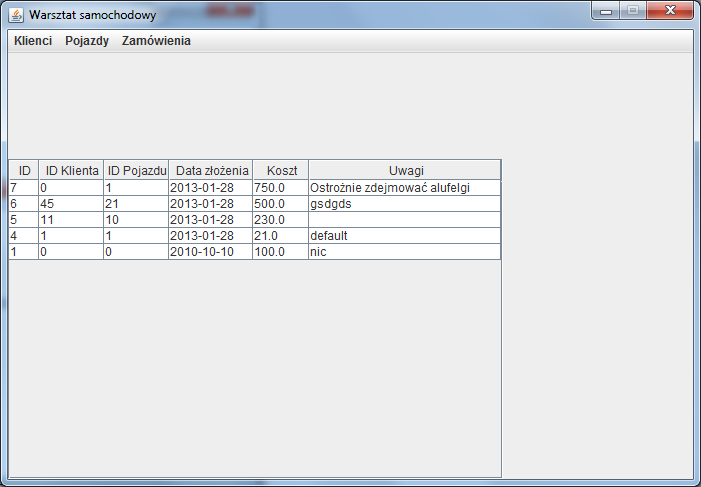 Warsztat samochodowy
Klienci Pojazdy Zamówienia
ID ID Klienta ID Pojazdu Data złożenia Koszt Uwagi
7 0 1 2013-01-28 750.0 Ostrożnie zdejmować alufelgi
6 45 21 2013-01-28 500.0 gsdgds
5 11 10 2013-01-28 230.0
4 1 1 2013-01-28 21.0 default
1 0 0 2010-10-10 100.0 nic